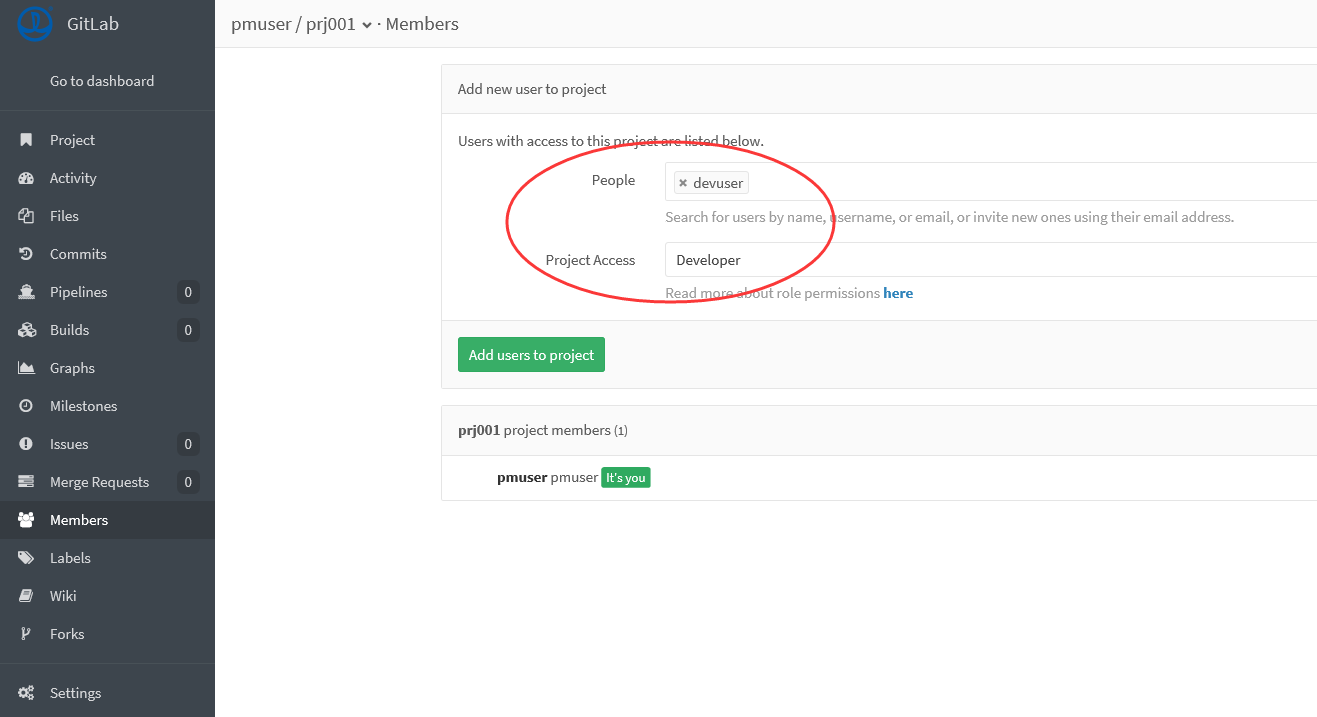 GitLab
pmuser / prj001 · Members
Go to dashboard
Project
Activity
Files
Commits
Pipelines 0
Builds 0
Graphs
Milestones
Issues 0
Merge Requests 0
Members
Labels
Wiki
Forks
Settings
Add new user to project
Users with access to this project are listed below.
People
× devuser
Search for users by name, username, or email, or invite new ones using their email address.
Project Access
Developer
Read more about role permissions here
Add users to project
prj001 project members (1)
pmuser pmuser It's you